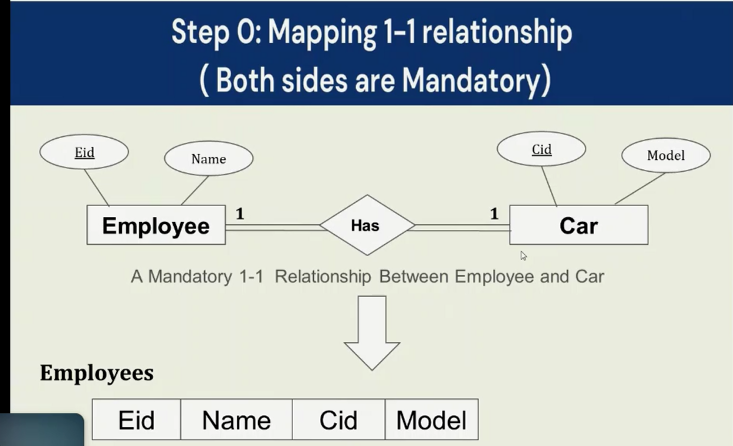 Step 0: Mapping 1-1 relationship
( Both sides are Mandatory)
Eid
Name
Cid
Model
Employee
1
Has
1
Car
A Mandatory 1-1 Relationship Between Employee and Car
Employees
Eid Name Cid Model